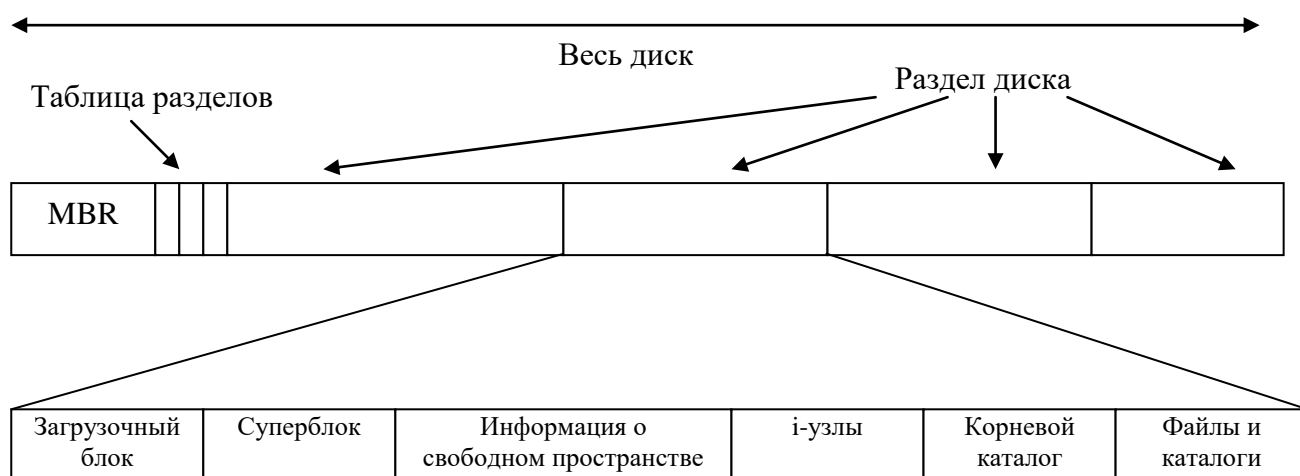 Весь диск
Раздел диска
Таблица разделов
MBR
Загрузочный
блок
Суперблок
Информация о
свободном пространстве
i-узлы
Корневой
каталог
Файлы и
каталоги